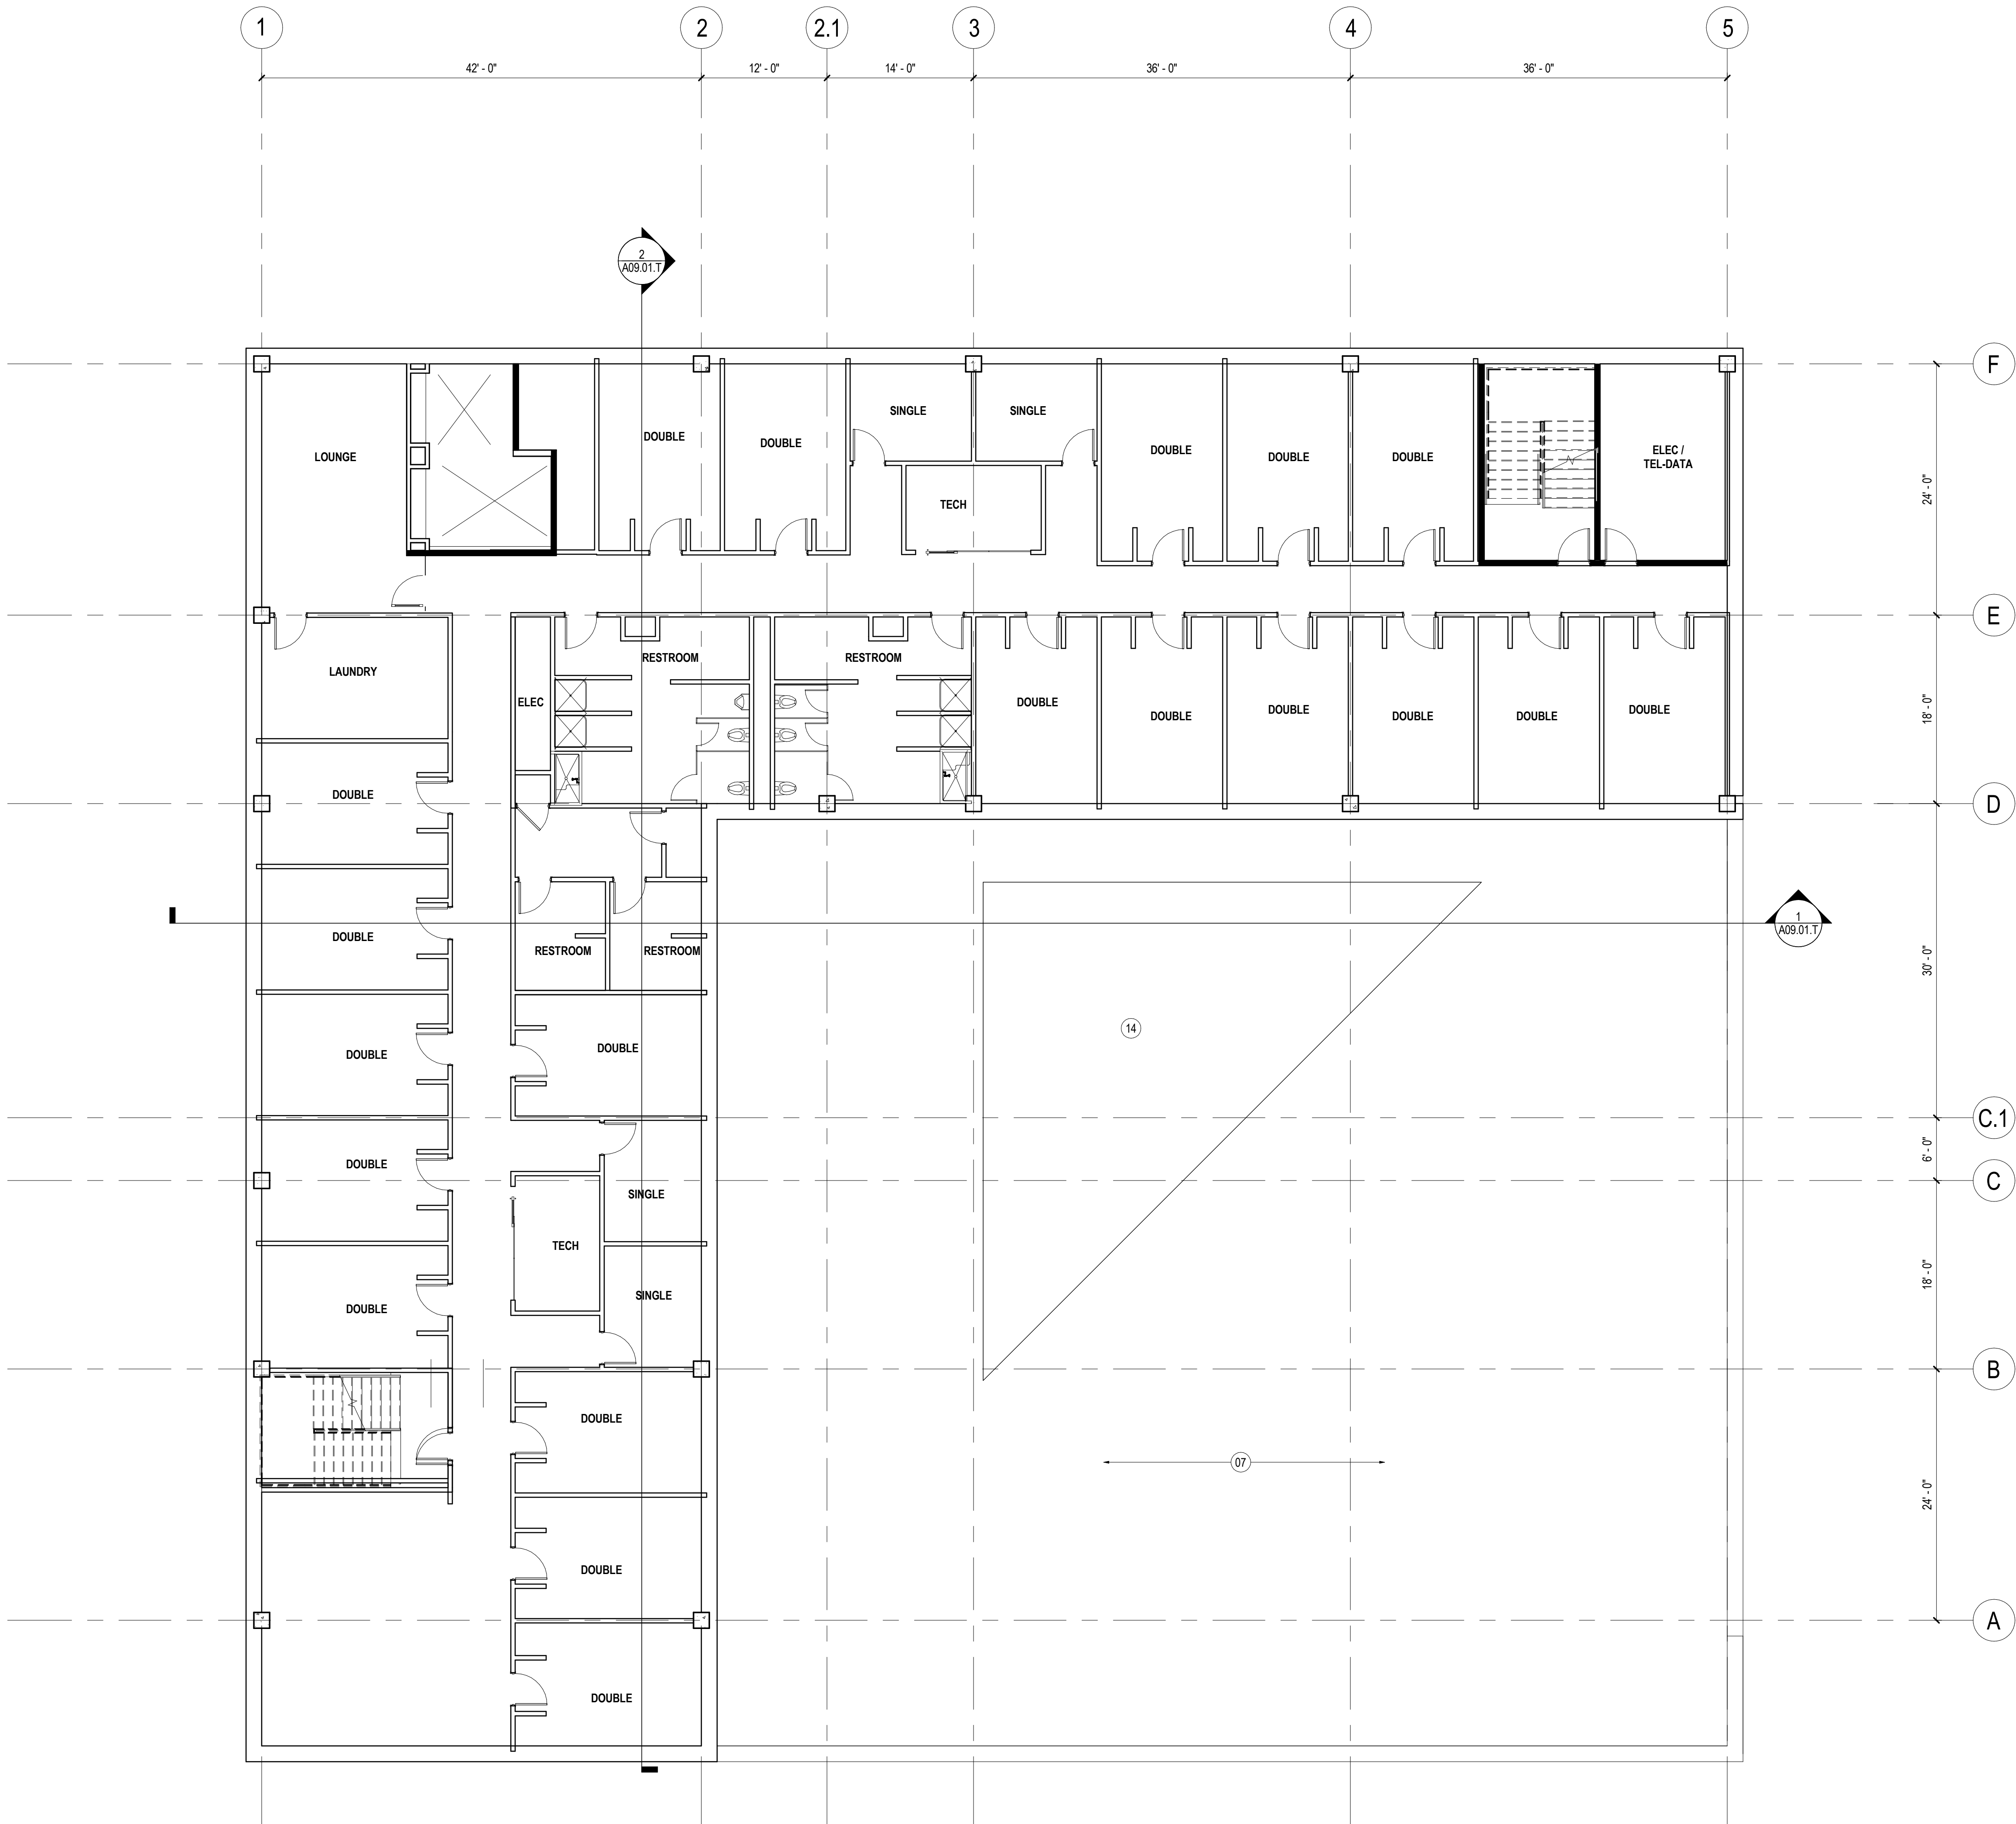 1
2
2.1
3
4
5
42' - 0"
12' - 0"
14' - 0"
36' - 0"
36' - 0"
2
A09.01.T
F
SINGLE
SINGLE
DOUBLE
DOUBLE
DOUBLE
DOUBLE
DOUBLE
LOUNGE
ELEC /
TEL-DATA
TECH
24' - 0"
E
RESTROOM
RESTROOM
LAUNDRY
ELEC
DOUBLE
DOUBLE
DOUBLE
DOUBLE
DOUBLE
DOUBLE
18' - 0"
DOUBLE
D
DOUBLE
RESTROOM
RESTROOM
1
A09.01.T
30' - 0"
14
DOUBLE
DOUBLE
C.1
6' - 0"
DOUBLE
C
SINGLE
TECH
SINGLE
DOUBLE
18' - 0"
B
DOUBLE
07
24' - 0"
DOUBLE
A
DOUBLE